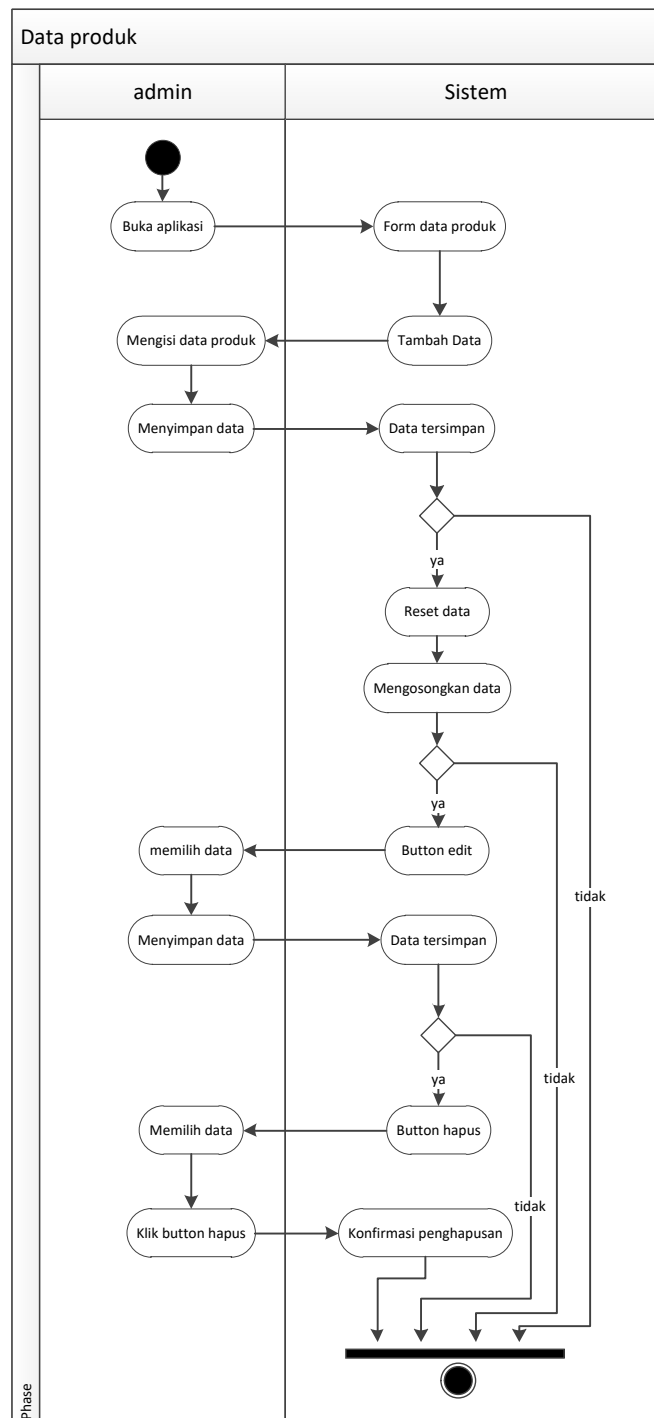 Data produk
admin
Sistem
Buka aplikasi
Form data produk
Mengisi data produk
Tambah Data
Menyimpan data
Data tersimpan
ya
Reset data
Mengosongkan data
ya
memilih data
Button edit
tidak
Menyimpan data
Data tersimpan
tidak
ya
Memilih data
Button hapus
tidak
Klik button hapus
Konfirmasi penghapusan
Phase